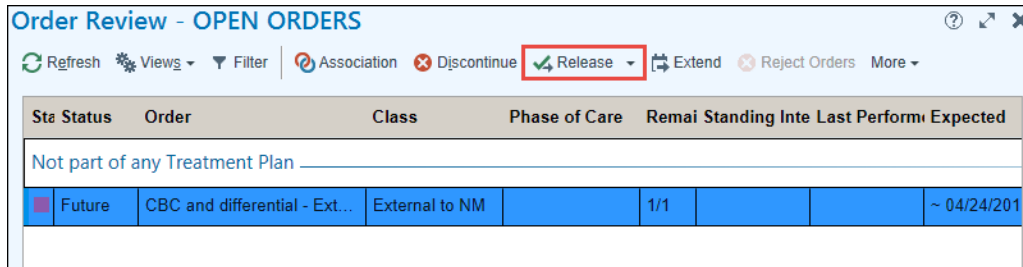 Order Review - OPEN ORDERS
Refresh Views Filter Association Discontinue Release Extend Reject Orders More
Sta Status Order Class Phase of Care Remai Standing Inte Last Perform Expected
Not part of any Treatment Plan
Future CBC and differential - Ext... External to NM 1/1 ~ 04/24/201